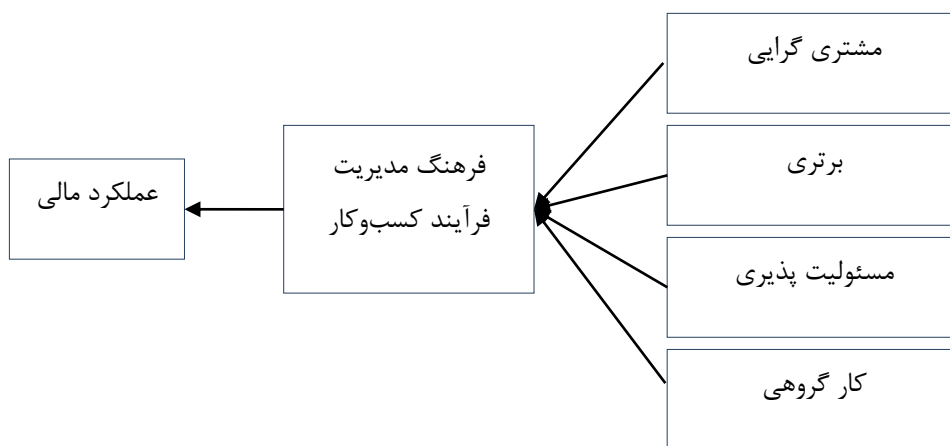 مشتری گرایی
برتری
مسئولیت پذیری
کار گروهی
فرهنگ مدیریت
فرآیند کسب‌وکار
عملکرد مالی